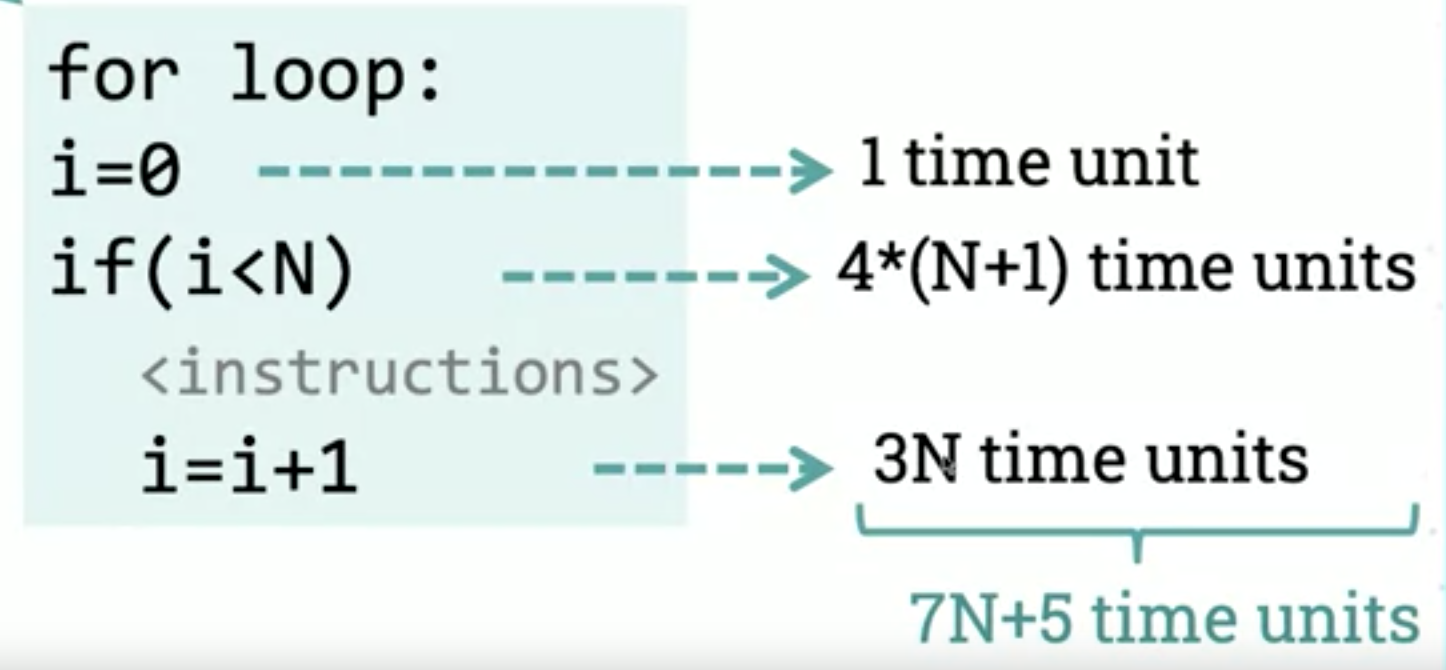 for loop:
i=0 1 time unit
if(i<N) 4*(N+1) time units
<instructions>
i=i+1 3N time units
7N+5 time units